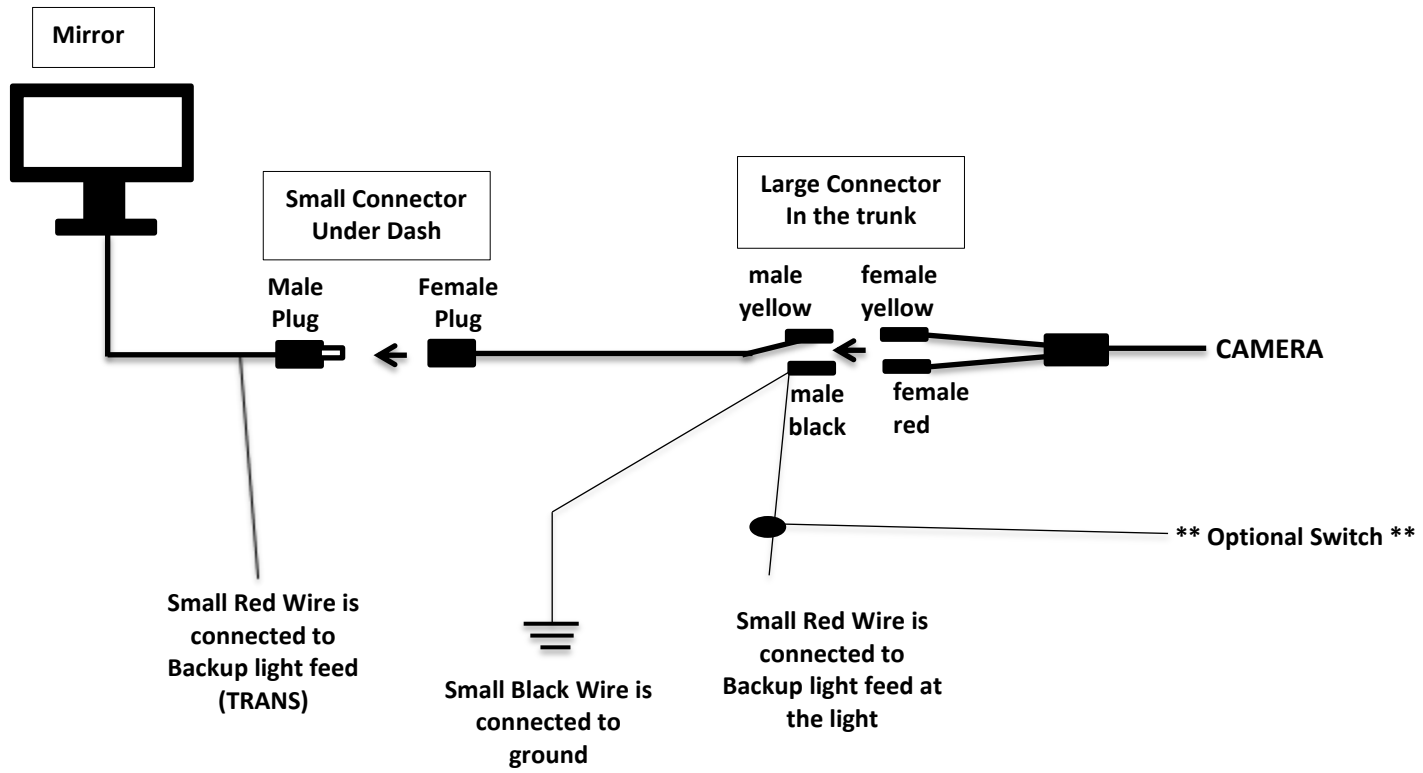 Mirror
Small Connector
Under Dash
Large Connector
In the trunk
Male
Plug
Female
Plug
male
yellow
female
yellow
CAMERA
male
black
female
red
** Optional Switch **
Small Red Wire is
connected to
Backup light feed
(TRANS)
Small Black Wire is
connected to
ground
Small Red Wire is
connected to
Backup light feed at
the light